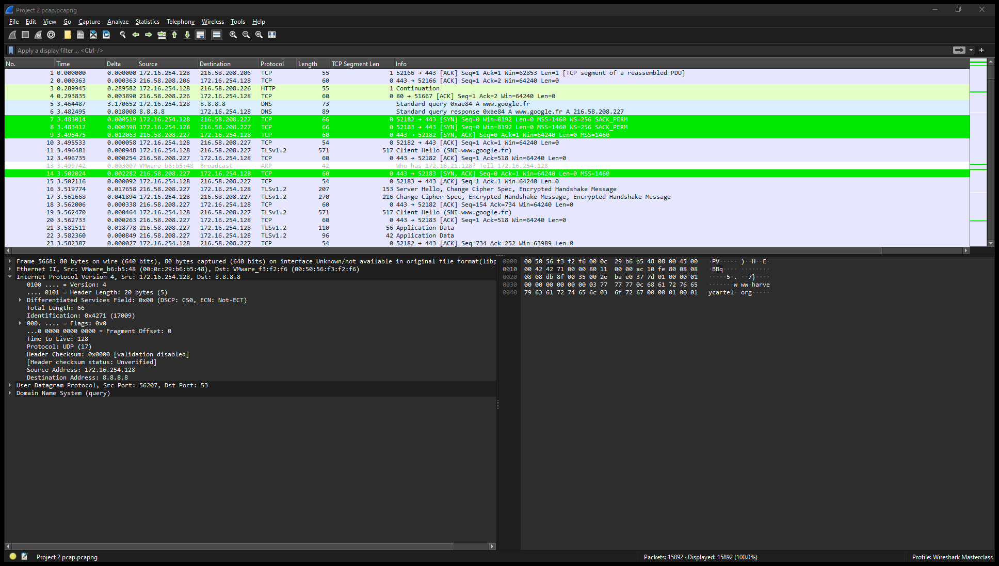 Project 2 pcap.pcapng
File Edit View Go Capture Analyze Statistics Telephony Wireless Tools Help
Apply a display filter ... <Ctrl-/>
No. Time Delta Source Destination Protocol Length TCP Segment Len Info
1 0.000000 0.000000 172.16.254.128 216.58.208.206 TCP 55 1 52166 → 443 [ACK] Seq=1 Ack=1 Win=62853 Len=1 [TCP segment of a reassembled PDU]
2 0.000363 0.000363 216.58.208.206 172.16.254.128 TCP 60 0 443 → 52166 [ACK] Seq=1 Ack=2 Win=64240 Len=0
3 0.289945 0.289582 172.16.254.128 216.58.208.226 HTTP 55 1 Continuation
4 0.293835 0.003890 216.58.208.226 172.16.254.128 TCP 60 0 80 → 51667 [ACK] Seq=1 Ack=2 Win=64240 Len=0
5 3.464487 3.170652 172.16.254.128 8.8.8.8 DNS 73 Standard query 0xae84 A www.google.fr
6 3.482495 0.018008 8.8.8.8 172.16.254.128 DNS 89 Standard query response 0xae84 A www.google.fr A 216.58.208.227
7 3.483014 0.000519 172.16.254.128 216.58.208.227 TCP 66 0 52182 → 443 [SYN] Seq=0 Win=8192 Len=0 MSS=1460 WS=256 SACK_PERM
8 3.483412 0.000398 172.16.254.128 216.58.208.227 TCP 66 0 52183 → 443 [SYN] Seq=0 Win=8192 Len=0 MSS=1460 WS=256 SACK_PERM
9 3.495475 0.012063 216.58.208.227 172.16.254.128 TCP 60 0 443 → 52182 [SYN, ACK] Seq=0 Ack=1 Win=64240 Len=0 MSS=1460
10 3.495533 0.000058 172.16.254.128 216.58.208.227 TCP 54 0 52182 → 443 [ACK] Seq=1 Ack=1 Win=64240 Len=0
11 3.496481 0.000948 172.16.254.128 216.58.208.227 TLSv1.2 571 517 Client Hello (SNI=www.google.fr)
12 3.496735 0.000254 216.58.208.227 172.16.254.128 TCP 60 0 443 → 52182 [ACK] Seq=1 Ack=518 Win=64240 Len=0
13 3.499742 0.003007 VMware_b6:b5:48 Broadcast ARP 42 Who has 172.16.21.128? Tell 172.16.254.128
14 3.502024 0.002282 216.58.208.227 172.16.254.128 TCP 60 0 443 → 52183 [SYN, ACK] Seq=0 Ack=1 Win=64240 Len=0 MSS=1460
15 3.502116 0.000092 172.16.254.128 216.58.208.227 TCP 54 0 52183 → 443 [ACK] Seq=1 Ack=1 Win=64240 Len=0
16 3.519774 0.017658 216.58.208.227 172.16.254.128 TLSv1.2 207 153 Server Hello, Change Cipher Spec, Encrypted Handshake Message
17 3.561668 0.041894 172.16.254.128 216.58.208.227 TLSv1.2 270 216 Change Cipher Spec, Encrypted Handshake Message, Encrypted Handshake Message
18 3.562006 0.000338 216.58.208.227 172.16.254.128 TCP 60 0 443 → 52182 [ACK] Seq=154 Ack=734 Win=64240 Len=0
19 3.562470 0.000464 172.16.254.128 216.58.208.227 TLSv1.2 571 517 Client Hello (SNI=www.google.fr)
20 3.562733 0.000263 216.58.208.227 172.16.254.128 TCP 60 0 443 → 52183 [ACK] Seq=1 Ack=518 Win=64240 Len=0
21 3.581511 0.018778 216.58.208.227 172.16.254.128 TLSv1.2 110 56 Application Data
22 3.582360 0.000849 216.58.208.227 172.16.254.128 TLSv1.2 96 42 Application Data
23 3.582387 0.000027 172.16.254.128 216.58.208.227 TCP 54 0 52182 → 443 [ACK] Seq=734 Ack=252 Win=63989 Len=0
Frame 5668: 80 bytes on wire (640 bits), 80 bytes captured (640 bits) on interface Unknown/not available in original file format(libp
Ethernet II, Src: VMware_b6:b5:48 (00:0c:29:b6:b5:48), Dst: VMware_f3:f2:f6 (00:50:56:f3:f2:f6)
Internet Protocol Version 4, Src: 172.16.254.128, Dst: 8.8.8.8
0100 .... = Version: 4
.... 0101 = Header Length: 20 bytes (5)
Differentiated Services Field: 0x00 (DSCP: CS0, ECN: Not-ECT)
Total Length: 66
Identification: 0x4271 (17009)
000. .... = Flags: 0x0
...0 0000 0000 0000 = Fragment Offset: 0
Time to Live: 128
Protocol: UDP (17)
Header Checksum: 0x0000 [validation disabled]
[Header checksum status: Unverified]
Source Address: 172.16.254.128
Destination Address: 8.8.8.8
User Datagram Protocol, Src Port: 56207, Dst Port: 53
Domain Name System (query)
0000 00 50 56 f3 f2 f6 00 0c 29 b6 b5 48 08 00 45 00 ·PV····· )··H··E·
0010 00 42 42 71 00 00 80 11 00 00 ac 10 fe 80 08 08 ·BBq···· ········
0020 08 08 db 8f 00 35 00 2e ba e0 37 7d 01 00 00 01 ·····5·. ··7}····
0030 00 00 00 00 00 00 03 77 77 77 0c 68 61 72 76 65 ·······w ww·harve
0040 79 63 61 72 74 65 6c 03 6f 72 67 00 00 01 00 01 ycartel· org·····
Project 2 pcap.pcapng
Packets: 15892 · Displayed: 15892 (100.0%)
Profile: Wireshark Masterclass